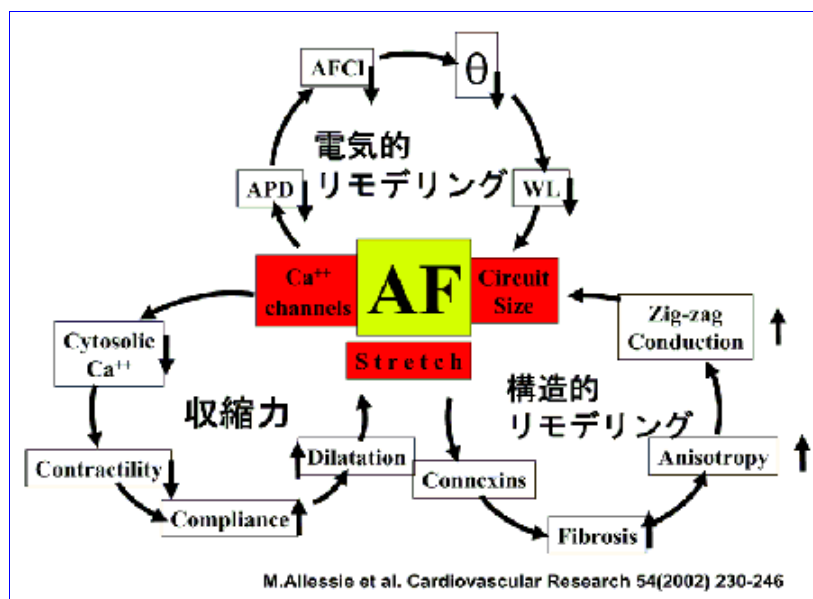 AFCl
θ
電気的
リモデリング
APD
WL
Ca⁺⁺
channels
AF
Circuit
Size
Stretch
Cytosolic
Ca⁺⁺
収縮力
Contractility
Compliance
Dilatation
構造的
リモデリング
Zig-zag
Conduction
Connexins
Anisotropy
Fibrosis
M.Allessie et al. Cardiovascular Research 54(2002) 230-246